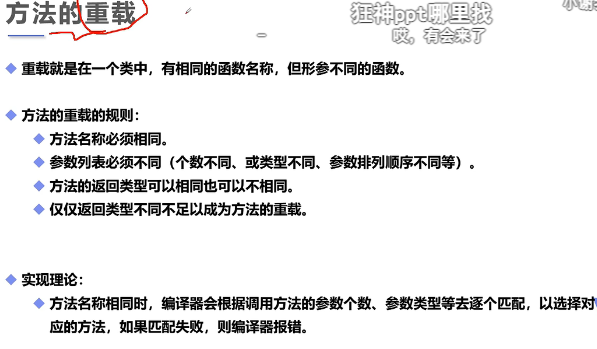 方法的重载
狂神ppt哪里找
哎，有会来了
重载就是在一个类中，有相同的函数名称，但形参不同的函数。
方法的重载的规则：
方法名称必须相同。
参数列表必须不同（个数不同、或类型不同、参数排列顺序不同等）。
方法的返回类型可以相同也可以不相同。
仅仅返回类型不同不足以成为方法的重载。
实现理论：
方法名称相同时，编译器会根据调用方法的参数个数、参数类型等去逐个匹配，以选择对
应的方法，如果匹配失败，则编译器报错。